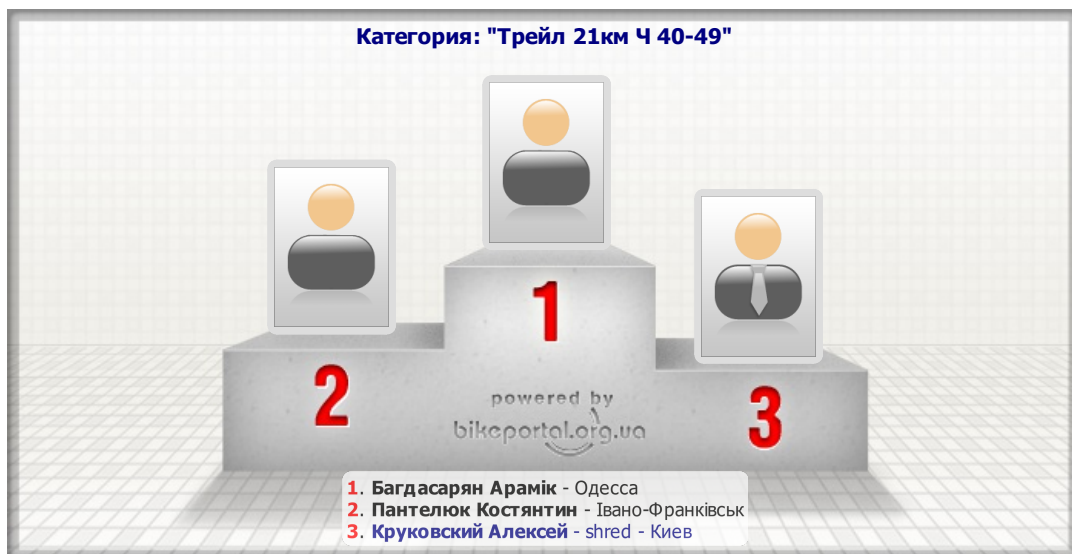 Категория: "Трейл 21км Ч 40-49"
1
2
3
powered by
bikeportal.org.ua
1. Багдасарян Арамік - Одесса
2. Пантелюк Костянтин - Івано-Франківськ
3. Круковский Алексей - shred - Киев